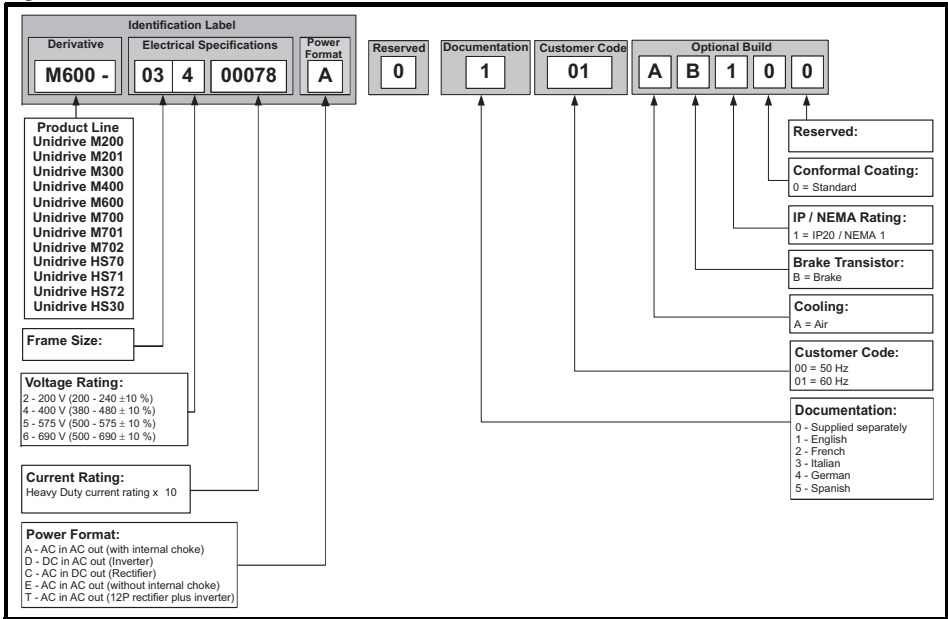 Identification Label
Derivative
Electrical Specifications
Power
Format
Reserved
Documentation
Customer Code
Optional Build
M600 -
03
4
00078
A
0
1
01
A
B
1
0
0
Product Line
Unidrive M200
Unidrive M201
Unidrive M300
Unidrive M400
Unidrive M600
Unidrive M700
Unidrive M701
Unidrive M702
Unidrive HS70
Unidrive HS71
Unidrive HS72
Unidrive HS30
Frame Size:
Voltage Rating:
2 - 200 V (200 - 240 ±10 %)
4 - 400 V (380 - 480 ± 10 %)
5 - 575 V (500 - 575 ± 10 %)
6 - 690 V (500 - 690 ± 10 %)
Current Rating:
Heavy Duty current rating x 10
Power Format:
A - AC in AC out (with internal choke)
D - DC in AC out (Inverter)
C - AC in DC out (Rectifier)
E - AC in AC out (without internal choke)
T - AC in AC out (12P rectifier plus inverter)
Reserved:
Conformal Coating:
0 = Standard
IP / NEMA Rating:
1 = IP20 / NEMA 1
Brake Transistor:
B = Brake
Cooling:
A = Air
Customer Code:
00 = 50 Hz
01 = 60 Hz
Documentation:
0 - Supplied separately
1 - English
2 - French
3 - Italian
4 - German
5 - Spanish